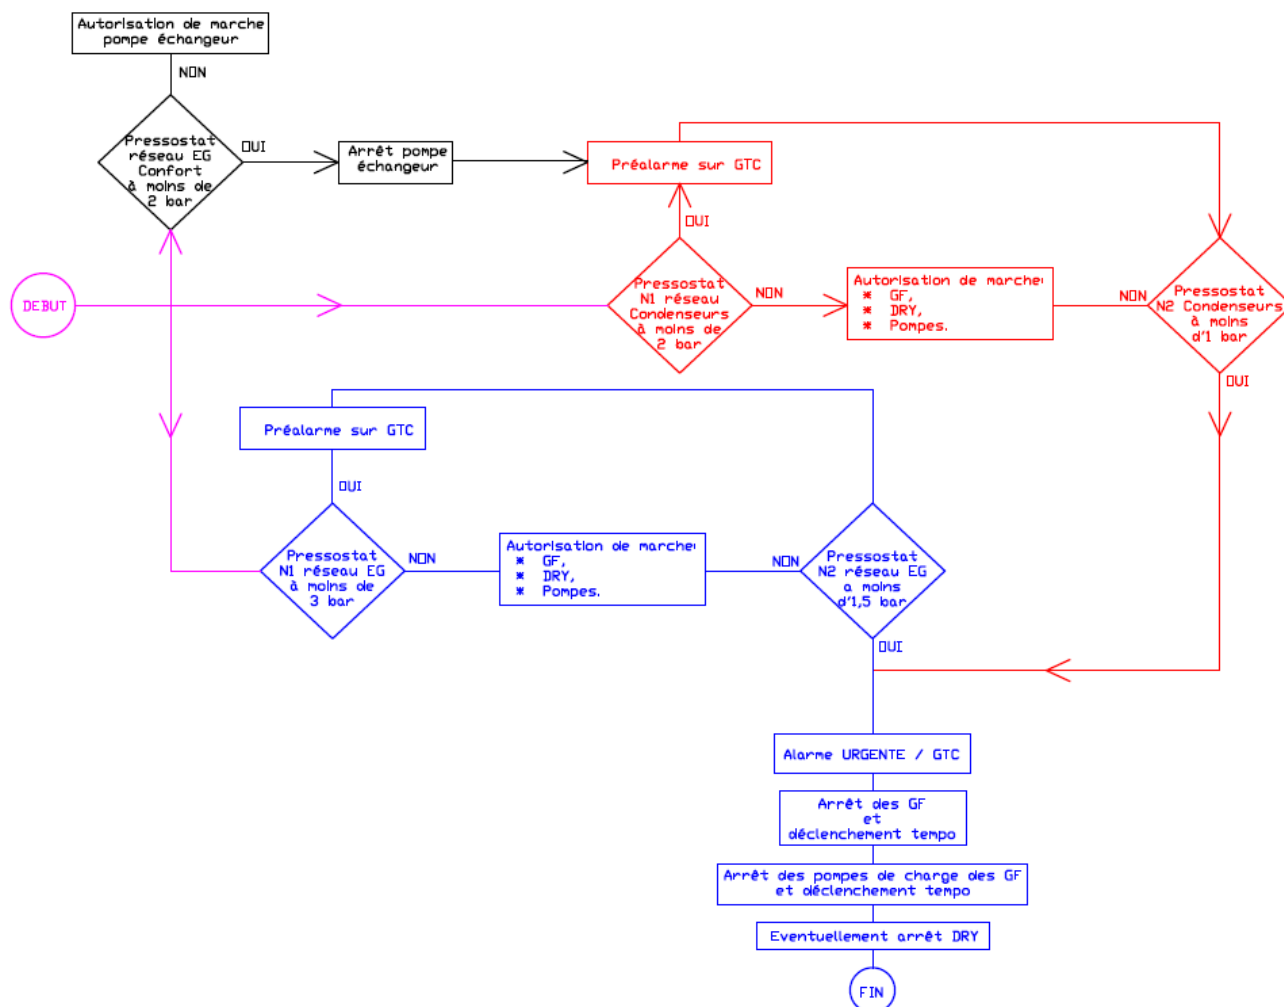 Autorisation de marche
pompe échangeur
NON
Pressostat
réseau EG
Confort
à moins de
2 bar
OUI
Arrêt pompe
échangeur
Préalarme sur GTC
OUI
DEBUT
Pressostat
N1 réseau
Condenseurs
à moins de
2 bar
NON
Autorisation de marche:
* GF,
* DRY,
* Pompes.
NON
Pressostat
N2 Condenseurs
à moins
d'1 bar
OUI
Préalarme sur GTC
OUI
Pressostat
N1 réseau EG
à moins de
3 bar
NON
Autorisation de marche:
* GF,
* DRY,
* Pompes.
NON
Pressostat
N2 réseau EG
a moins
d'1,5 bar
OUI
Alarme URGENTE / GTC
Arrêt des GF
et
déclenchement tempo
Arrêt des pompes de charge des GF
et déclenchement tempo
Eventuellement arrêt DRY
FIN